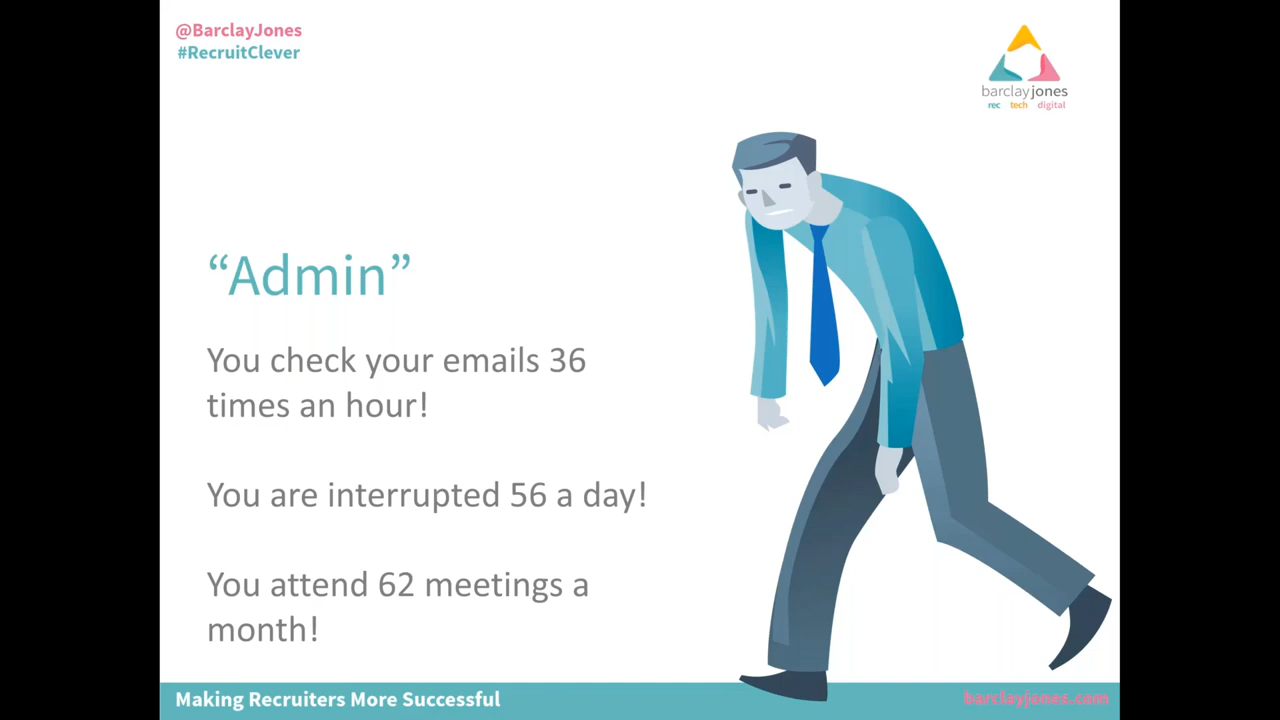 @BarclayJones
#RecruitClever
barclayjones
rec tech digital
“Admin”
You check your emails 36
times an hour!
You are interrupted 56 a day!
You attend 62 meetings a
month!
Making Recruiters More Successful
barclayjones.com